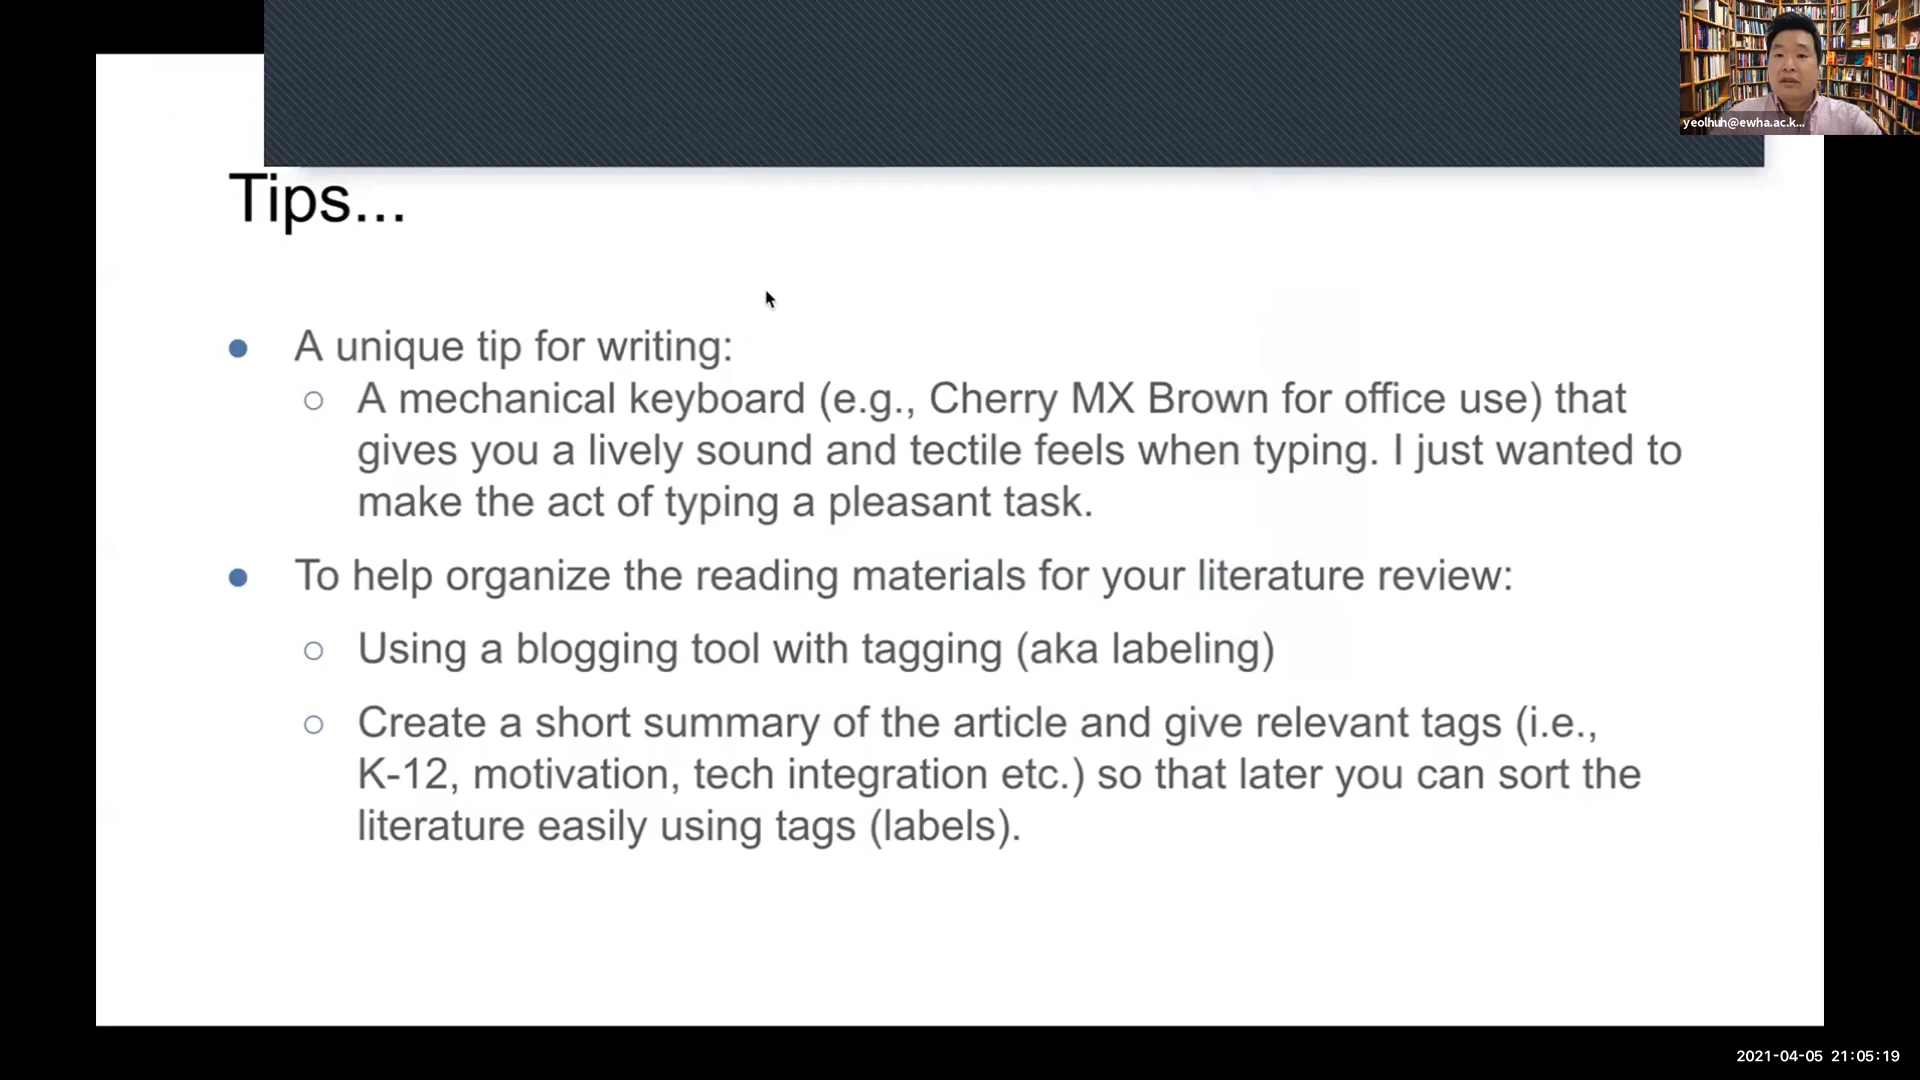 yeolhuh@ewha.ac.k...
Tips...
A unique tip for writing:
A mechanical keyboard (e.g., Cherry MX Brown for office use) that
gives you a lively sound and tectile feels when typing. I just wanted to
make the act of typing a pleasant task.
To help organize the reading materials for your literature review:
Using a blogging tool with tagging (aka labeling)
Create a short summary of the article and give relevant tags (i.e.,
K-12, motivation, tech integration etc.) so that later you can sort the
literature easily using tags (labels).
2021-04-05 21:05:19